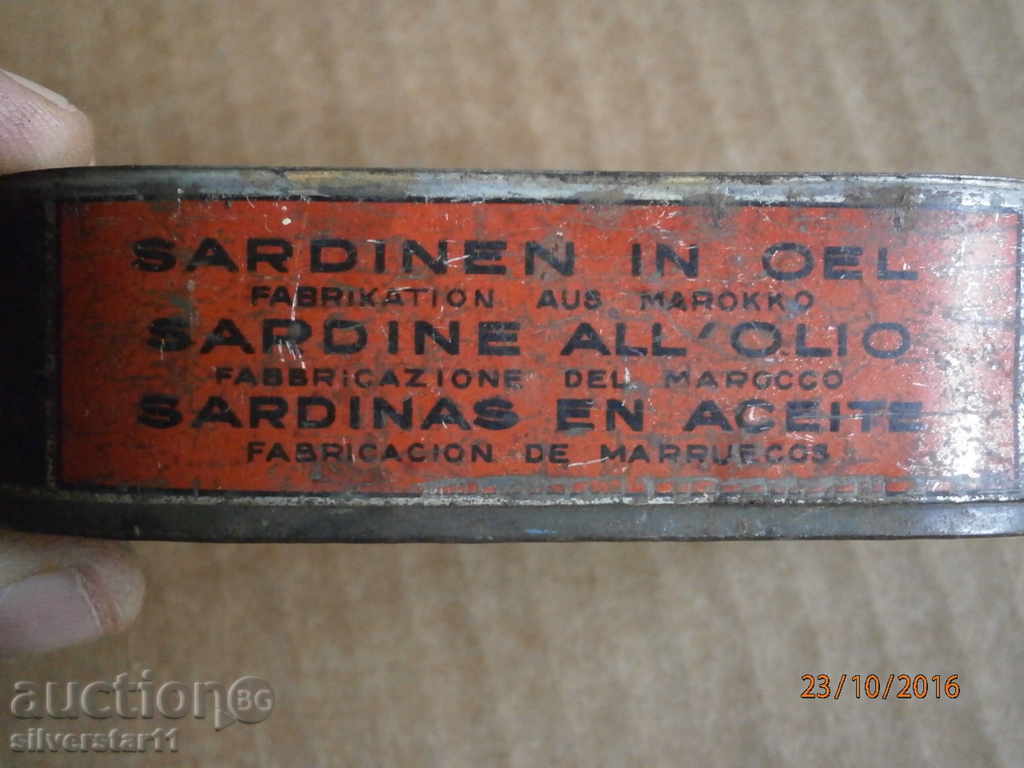 SARDINEN IN OEL
FABRIKATION AUS MAROKKO
SARDINE ALL'OLIO
FABBRICAZIONE DEL MAROCCO
SARDINAS EN ACEITE
FABRICACION DE MARRUECOS
23/10/2016
auction BG
silverstar11